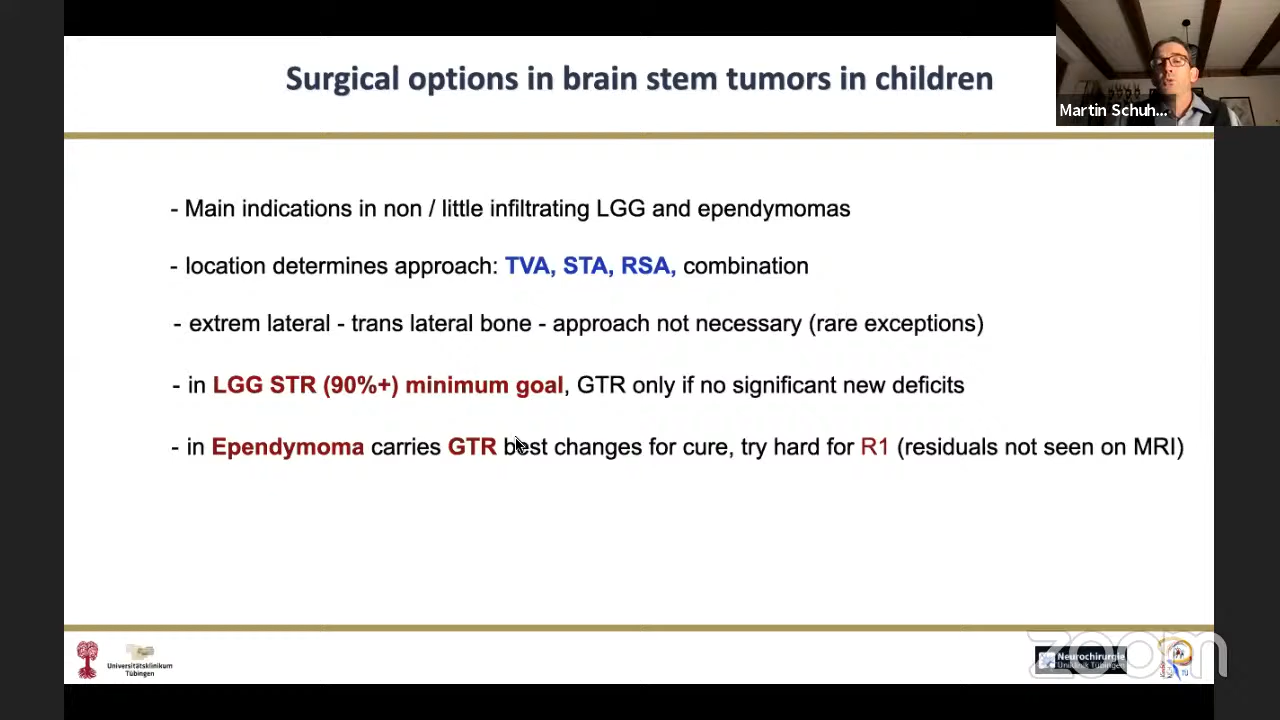 Surgical options in brain stem tumors in children
Martin Schuh...
- Main indications in non / little infiltrating LGG and ependymomas
- location determines approach: TVA, STA, RSA, combination
- extrem lateral - trans lateral bone - approach not necessary (rare exceptions)
- in LGG STR (90%+) minimum goal, GTR only if no significant new deficits
- in Ependymoma carries GTR best changes for cure, try hard for R1 (residuals not seen on MRI)
Universitätsklinikum
Tübingen
Neurochirurgie
Uniklinik Tübingen
zoom
TÜ